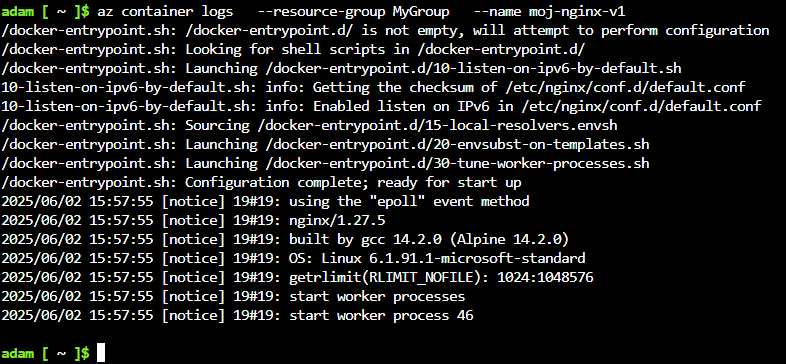 adam [ ~ ]$ az container logs   --resource-group MyGroup   --name moj-nginx-v1
/docker-entrypoint.sh: /docker-entrypoint.d/ is not empty, will attempt to perform configuration
/docker-entrypoint.sh: Looking for shell scripts in /docker-entrypoint.d/
/docker-entrypoint.sh: Launching /docker-entrypoint.d/10-listen-on-ipv6-by-default.sh
10-listen-on-ipv6-by-default.sh: info: Getting the checksum of /etc/nginx/conf.d/default.conf
10-listen-on-ipv6-by-default.sh: info: Enabled listen on IPv6 in /etc/nginx/conf.d/default.conf
/docker-entrypoint.sh: Sourcing /docker-entrypoint.d/15-local-resolvers.envsh
/docker-entrypoint.sh: Launching /docker-entrypoint.d/20-envsubst-on-templates.sh
/docker-entrypoint.sh: Launching /docker-entrypoint.d/30-tune-worker-processes.sh
/docker-entrypoint.sh: Configuration complete; ready for start up
2025/06/02 15:57:55 [notice] 19#19: using the "epoll" event method
2025/06/02 15:57:55 [notice] 19#19: nginx/1.27.5
2025/06/02 15:57:55 [notice] 19#19: built by gcc 14.2.0 (Alpine 14.2.0)
2025/06/02 15:57:55 [notice] 19#19: OS: Linux 6.1.91.1-microsoft-standard
2025/06/02 15:57:55 [notice] 19#19: getrlimit(RLIMIT_NOFILE): 1024:1048576
2025/06/02 15:57:55 [notice] 19#19: start worker processes
2025/06/02 15:57:55 [notice] 19#19: start worker process 46
adam [ ~ ]$